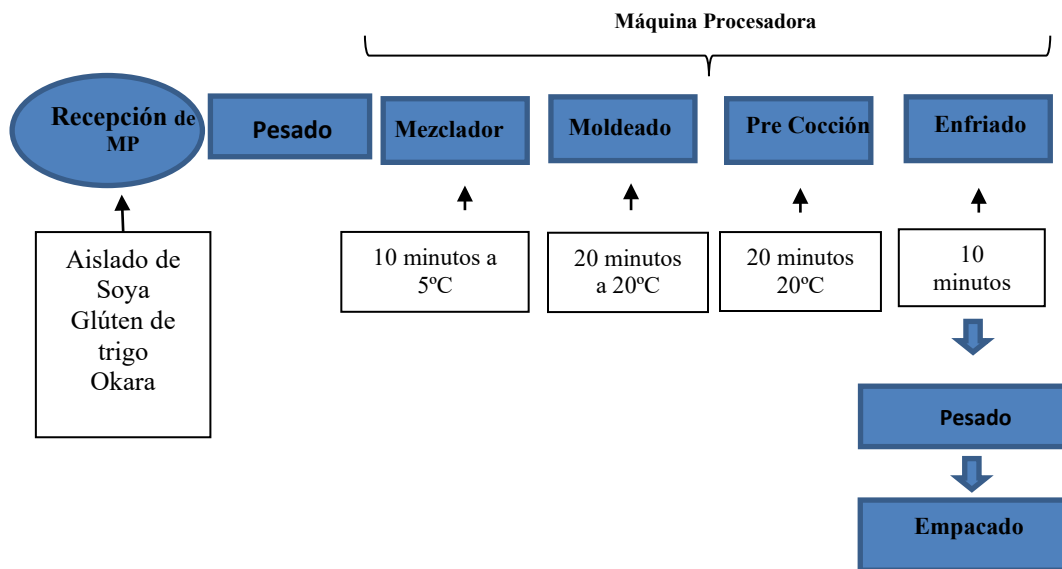 Máquina Procesadora
Recepción de
MP
Pesado
Mezclador
Moldeado
Pre Cocción
Enfriado
Aislado de
Soya
Glúten de
trigo
Okara
10 minutos a
5ºC
20 minutos
a 20ºC
20 minutos
20ºC
10
minutos
Pesado
Empacado